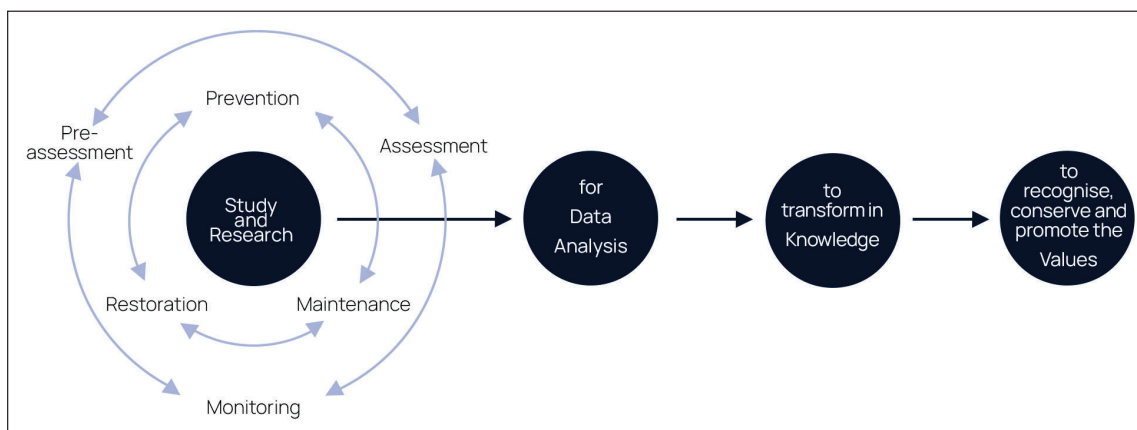 Prevention
Pre-
assessment
Assessment
Study
and
Research
Restoration
Maintenance
Monitoring
for
Data
Analysis
to
transform in
Knowledge
to
recognise,
conserve and
promote the
Values